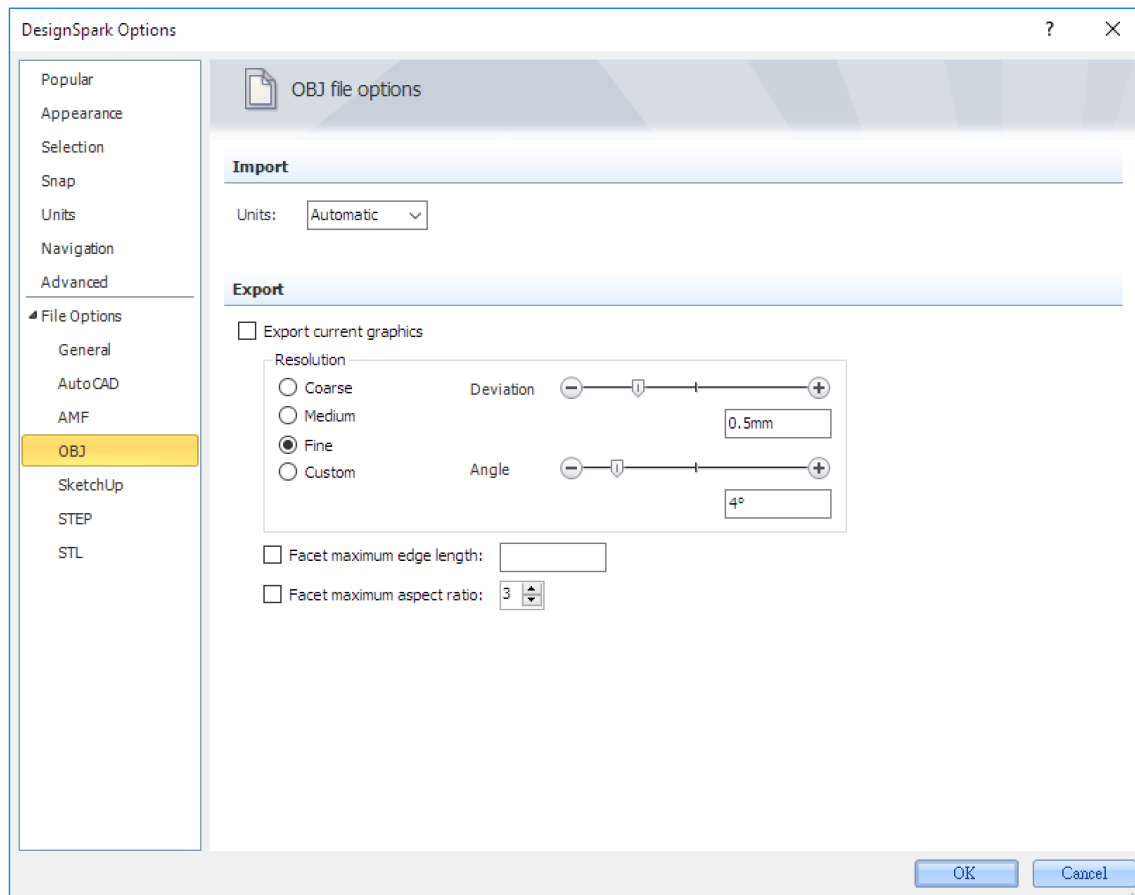 DesignSpark Options
?
Popular
Appearance
Selection
Snap
Units
Navigation
Advanced
File Options
General
AutoCAD
AMF
OBJ
SketchUp
STEP
STL
OBJ file options
Import
Units: Automatic
Export
Export current graphics
Resolution
Coarse
Medium
Fine
Custom
Deviation
0.5mm
Angle
4°
Facet maximum edge length:
Facet maximum aspect ratio: 3
OK Cancel